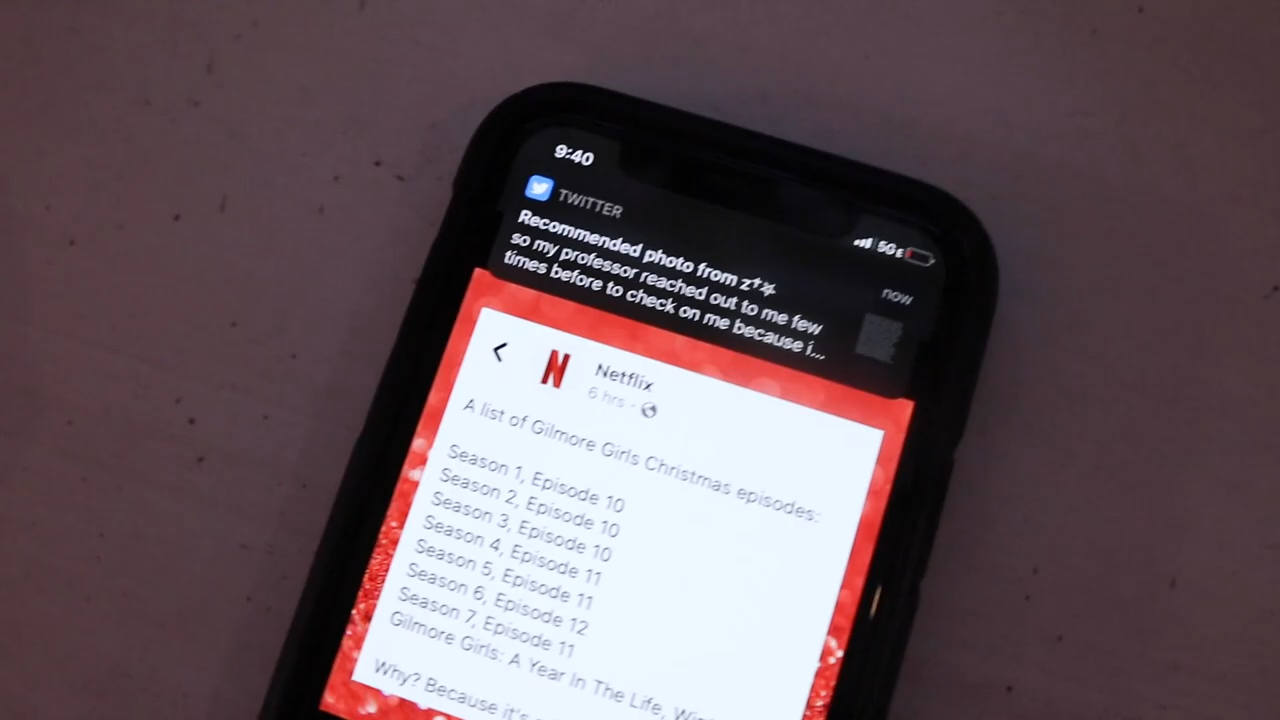 9:40
5GE
TWITTER
now
Recommended photo from z
so my professor reached out to me few
times before to check on me because i...
Netflix
6 hrs -
A list of Gilmore Girls Christmas episodes:
Season 1, Episode 10
Season 2, Episode 10
Season 3, Episode 10
Season 4, Episode 11
Season 5, Episode 11
Season 6, Episode 12
Season 7, Episode 11
Gilmore Girls: A Year In The Life,
Why? Because it's